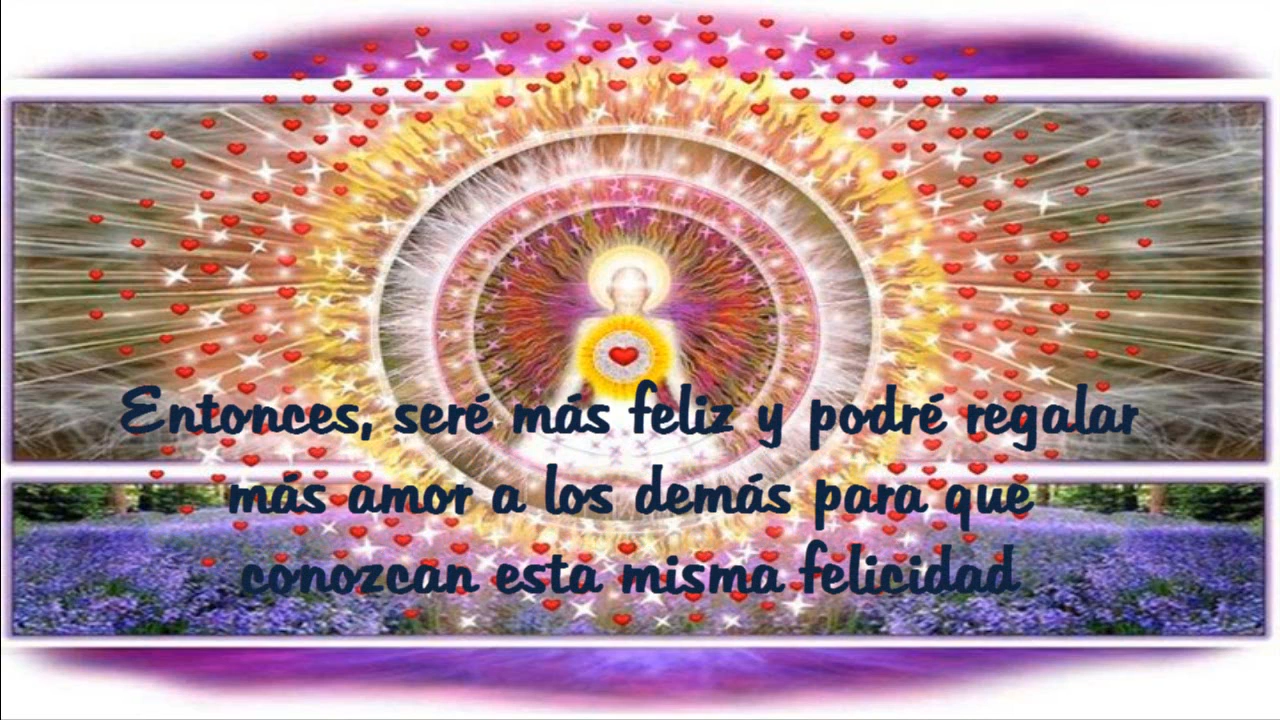 Entonces, seré más feliz y podré regalar
más amor a los demás para que
conozcan esta misma felicidad